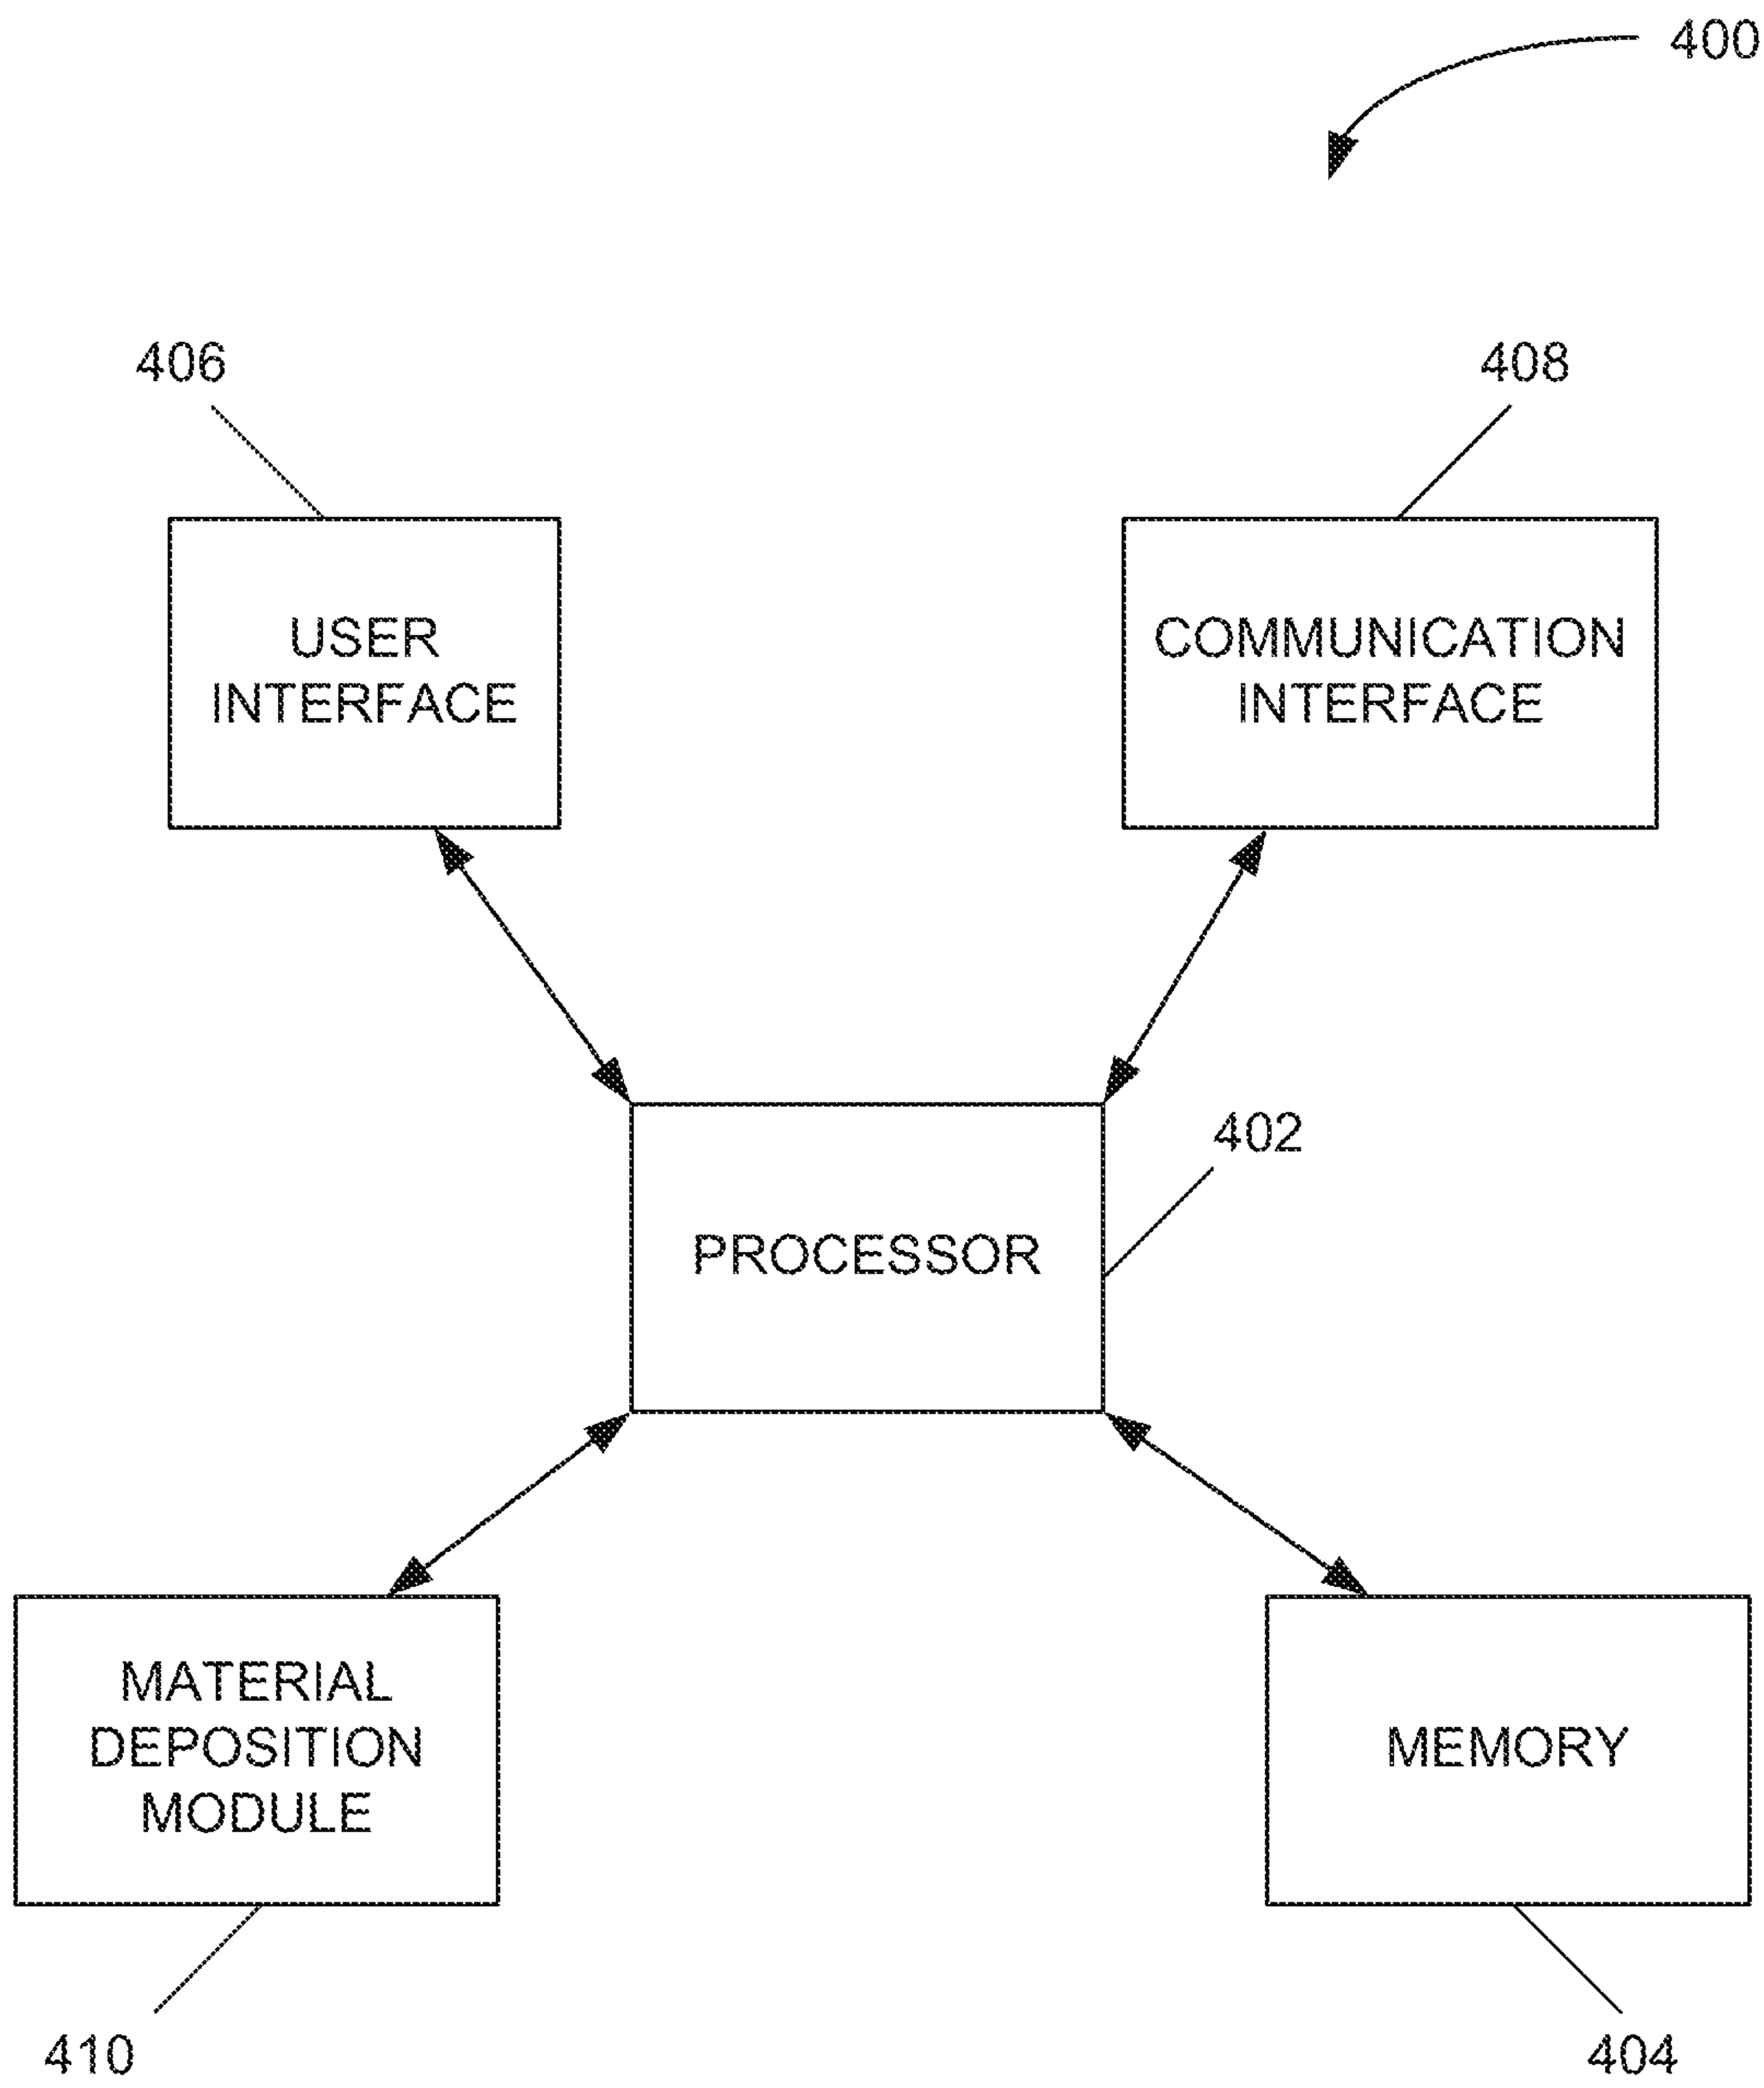 400
406
408
USER
INTERFACE
COMMUNICATION
INTERFACE
402
PROCESSOR
MATERIAL
DEPOSITION
MODULE
MEMORY
410
404